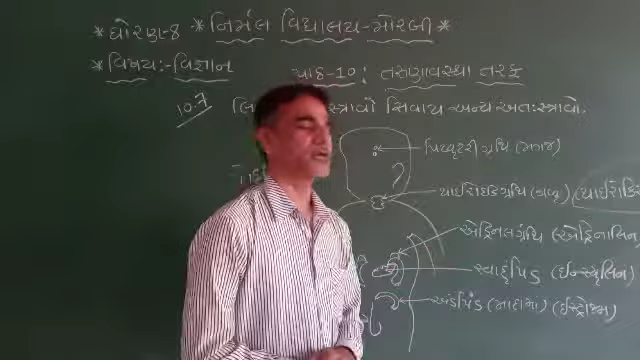 * ધોરણ-૪ * નિર્મલ વિદ્યાલય-મોરબી *
* વિષય:-વિજ્ઞાન પાઠ-10: તરુણાવસ્થા તરફ
10.7 લિં સ્ત્રાવો સિવાય અન્ય અંતઃસ્ત્રાવો.
પિટ્યુટરી ગ્રંથિ (મગજ)
થાઈરોઈડ ગ્રંથિ (ગળુ) (થાઈરોક્સિ
એડ્રિનલ ગ્રંથિ (એડ્રિનાલિન
સ્વાદુપિંડ (ઈન્સ્યુલિન)
અંડપિંડ (માદામાં) (ઈસ્ટ્રોજન)